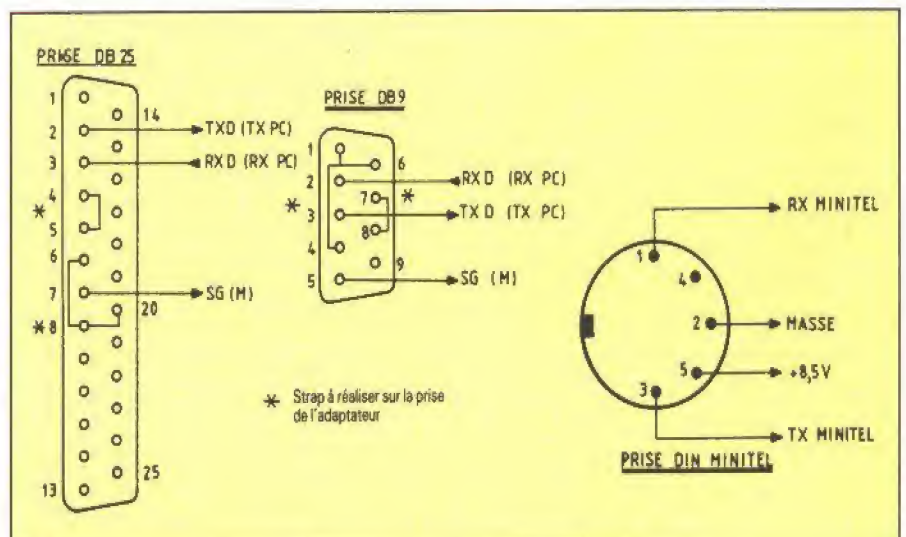 PRISE DB 25
1
14
2
TXD (TX PC)
3
RXD (RX PC)
4
*
5
6
7
SG (M)
20
* 8
13
25
PRISE DB9
1
6
2
RXD (RX PC)
7 *
* 3
TXD (TX PC)
8
4
9
5
SG (M)
* Strap à réaliser sur la prise
de l'adaptateur
RX MINITEL
1
4
2
MASSE
5
+8,5V
3
TX MINITEL
PRISE DIN MINITEL